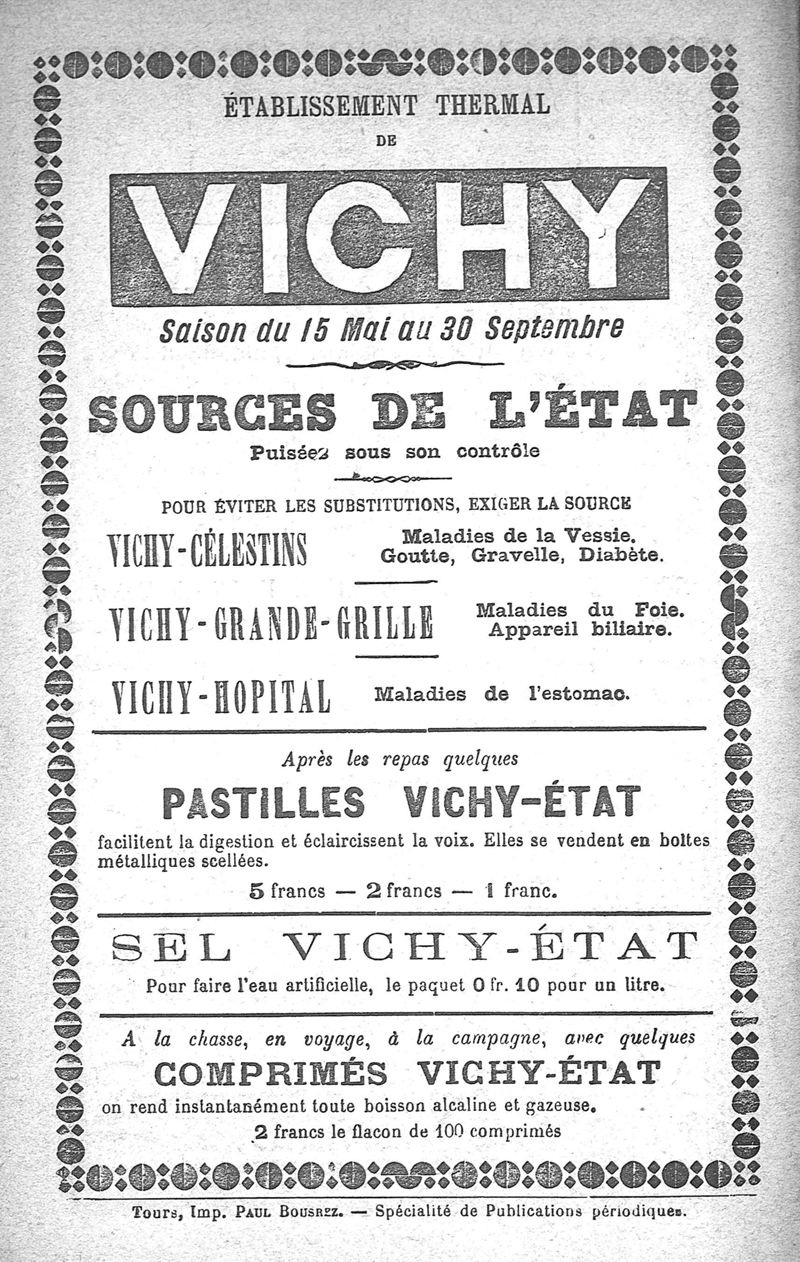 ÉTABLISSEMENT THERMAL
DE
VICHY
Saison du 15 Mai au 30 Septembre
SOURCES DE L'ÉTAT
Puisées sous son contrôle
POUR ÉVITER LES SUBSTITUTIONS, EXIGER LA SOURCE
VICHY-CÉLESTINS
Maladies de la Vessie.
Goutte, Gravelle, Diabète.
VICHY-GRANDE-GRILLE
Maladies du Foie.
Appareil biliaire.
VICHY-HOPITAL
Maladies de l'estomac.
Après les repas quelques
PASTILLES VICHY-ÉTAT
facilitent la digestion et éclaircissent la voix. Elles se vendent en boîtes
métalliques scellées.
5 francs — 2 francs — 1 franc.
SEL VICHY-ÉTAT
Pour faire l'eau artificielle, le paquet 0 fr. 10 pour un litre.
A la chasse, en voyage, à la campagne, avec quelques
COMPRIMÉS VICHY-ÉTAT
on rend instantanément toute boisson alcaline et gazeuse.
2 francs le flacon de 100 comprimés
Tours, Imp. PAUL BOUSREZ. — Spécialité de Publications périodiques.